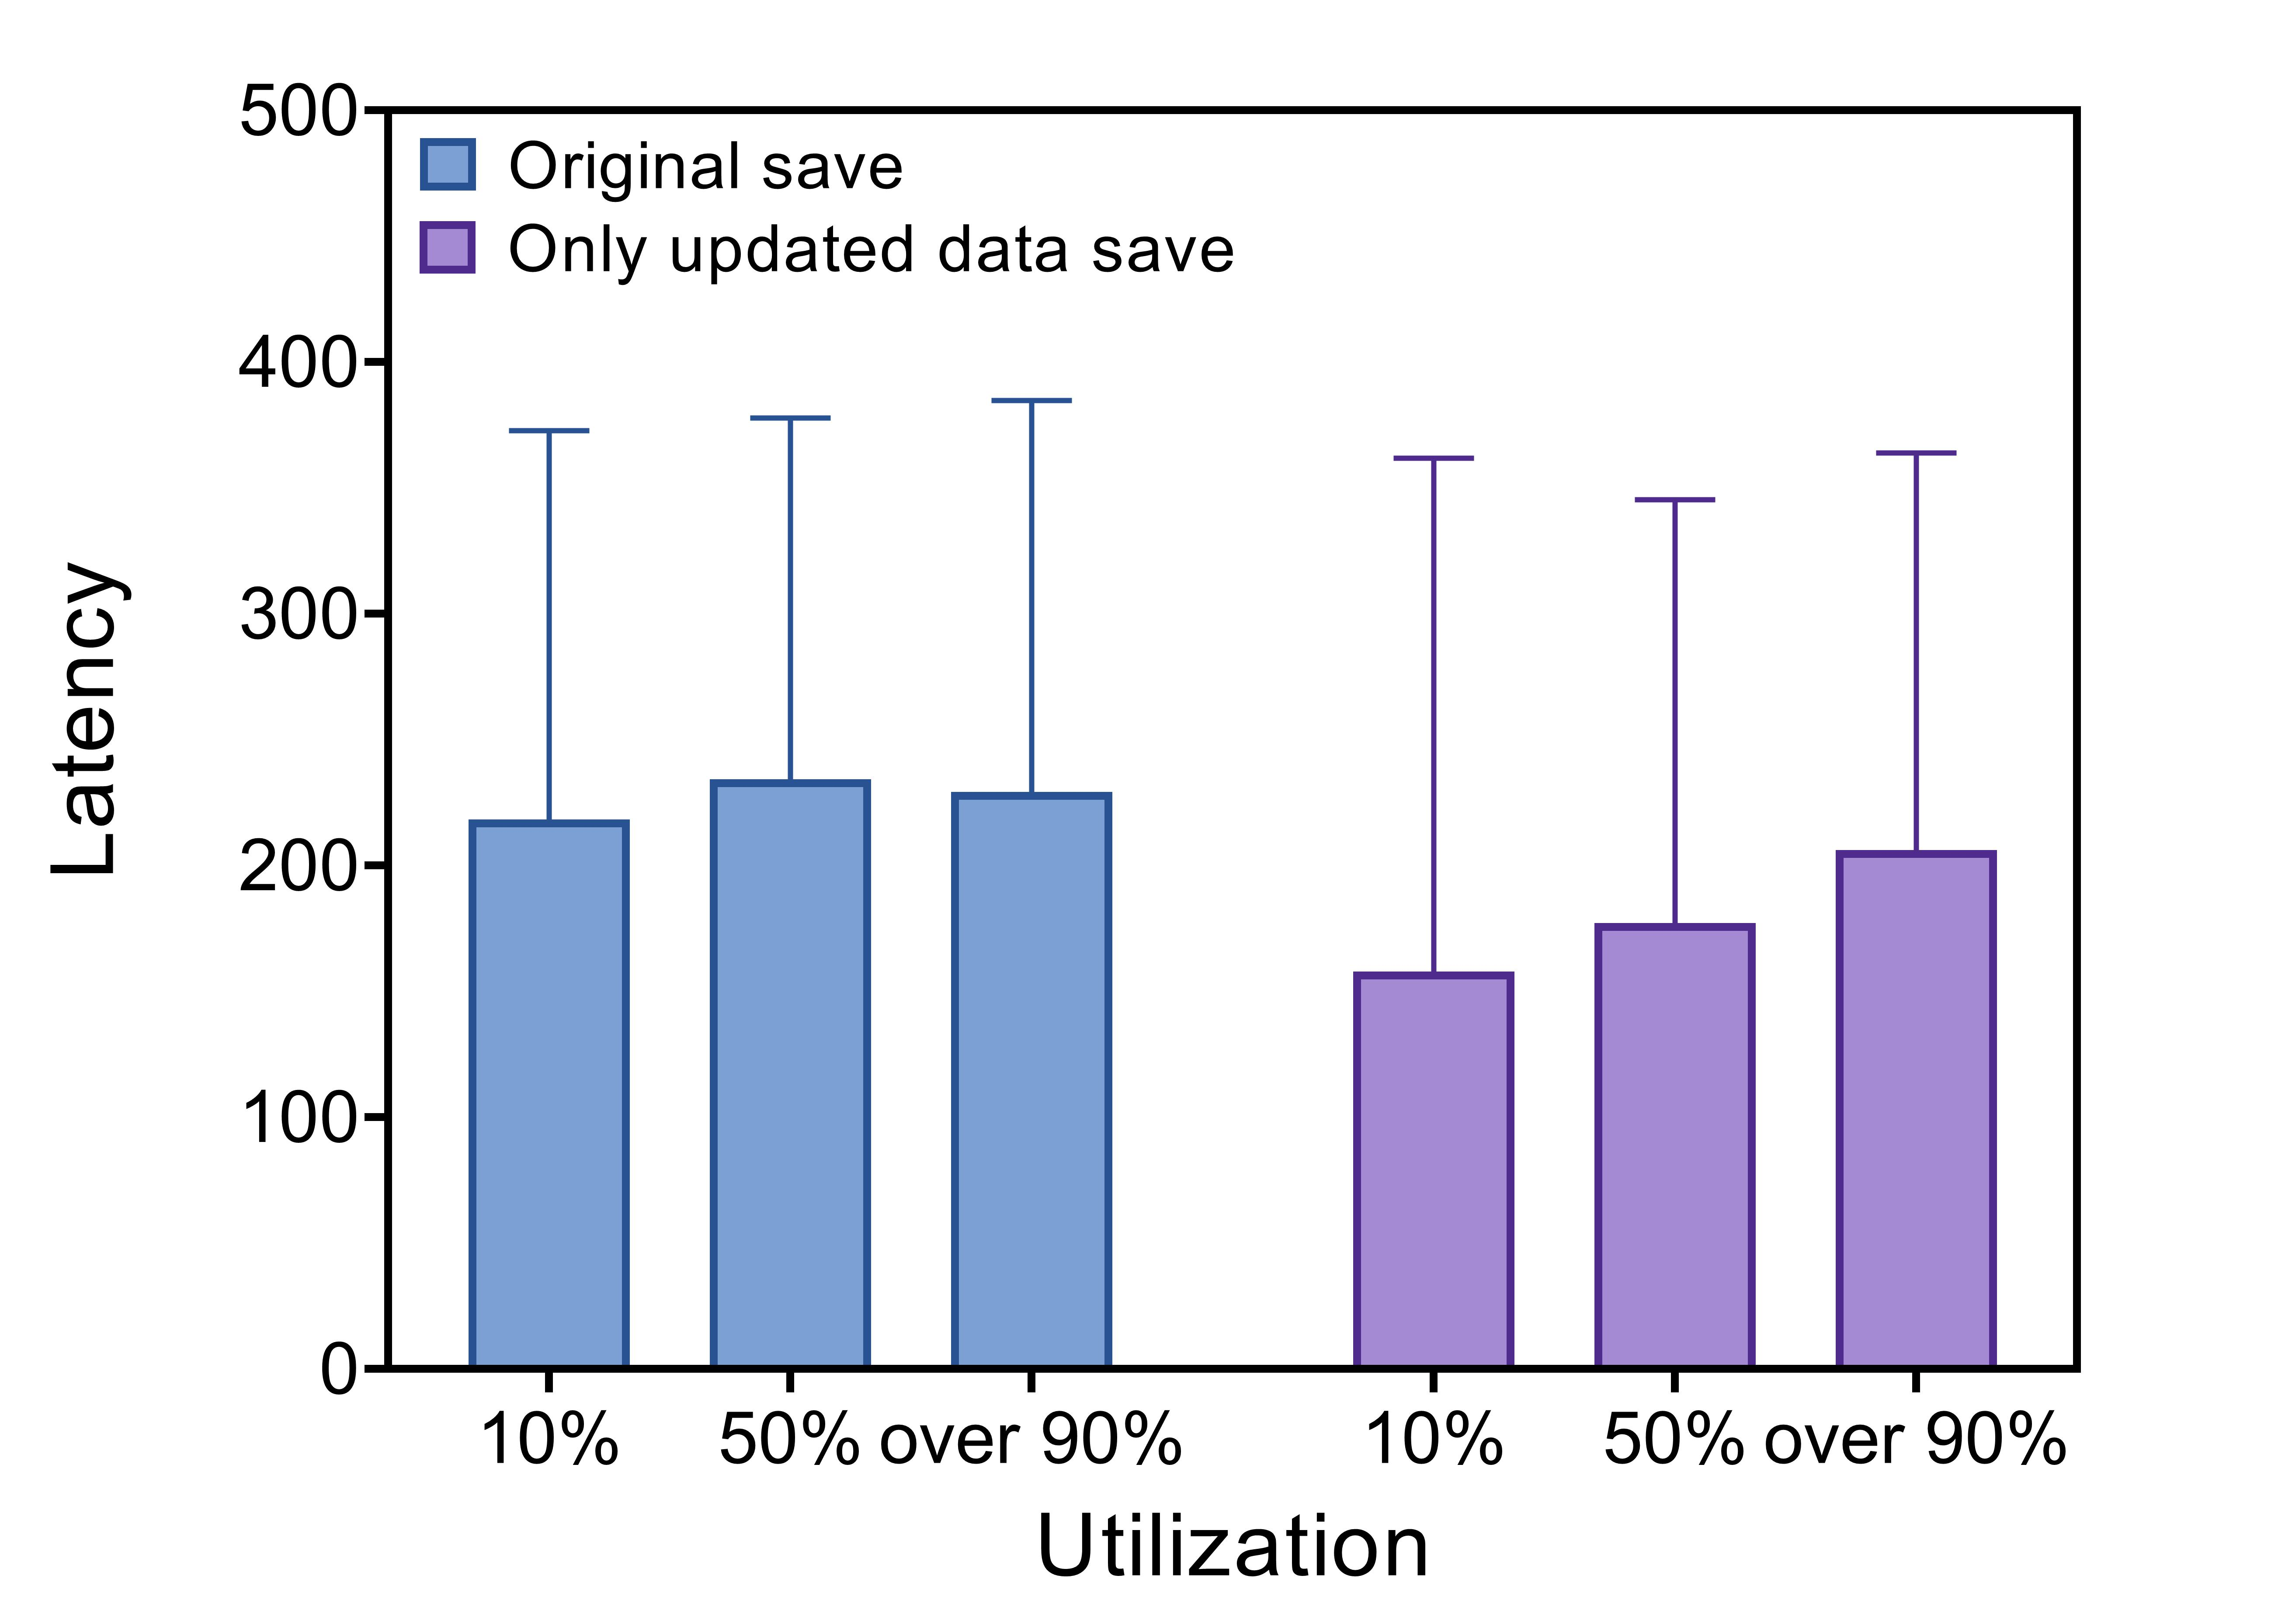 500
Original save
Only updated data save
400
300
200
100
0
Latency
10% 50% over 90% 10% 50% over 90%
Utilization